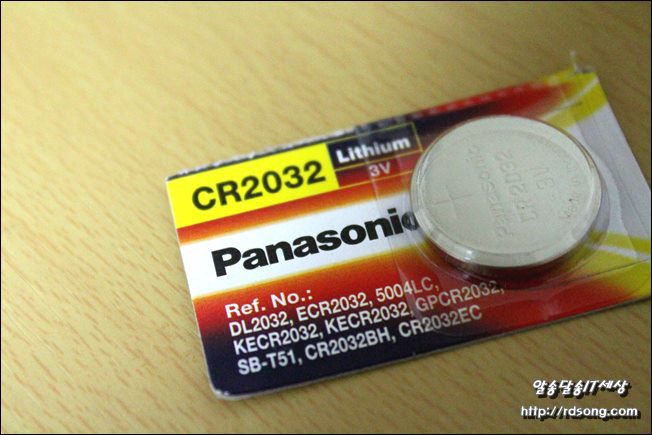 CR2032
Lithium
3V
Panasonic
Ref. No.:
DL2032, ECR2032, 5004LC,
KECR2032, KECR2032, GPCR2032,
SB-T51, CR2032BH, CR2032EC
Panasonic
CR2032
3V
알송달송IT세상
http://rdsong.com